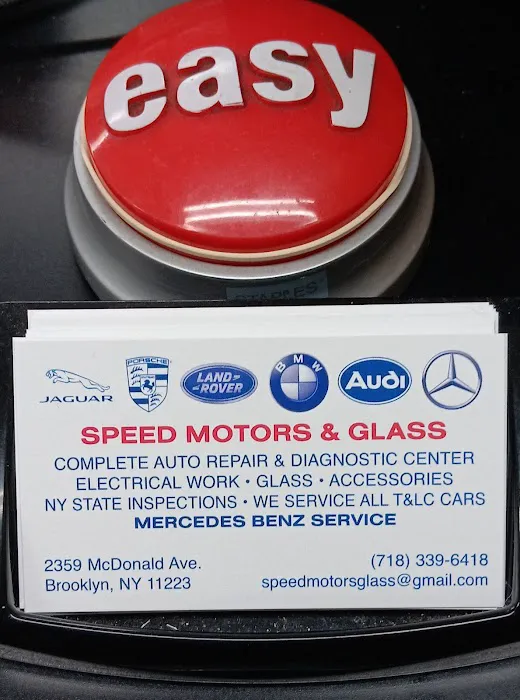 easy
STAPLES
JAGUAR
PORSCHE
LAND-
-ROVER
BMW
Audi
SPEED MOTORS & GLASS
COMPLETE AUTO REPAIR & DIAGNOSTIC CENTER
ELECTRICAL WORK • GLASS • ACCESSORIES
NY STATE INSPECTIONS • WE SERVICE ALL T&LC CARS
MERCEDES BENZ SERVICE
2359 McDonald Ave.
Brooklyn, NY 11223
(718) 339-6418
speedmotorsglass@gmail.com